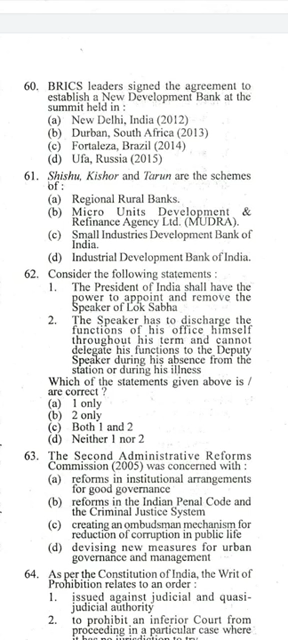 60. BRICS leaders signed the agreement to
establish a New Development Bank at the
summit held in :
(a) New Delhi, India (2012)
(b) Durban, South Africa (2013)
(c) Fortaleza, Brazil (2014)
(d) Ufa, Russia (2015)
61. Shishu, Kishor and Tarun are the schemes
of :
(a) Regional Rural Banks.
(b) Micro Units Development &
Refinance Agency Ltd. (MUDRA).
(c) Small Industries Development Bank of
India.
(d) Industrial Development Bank of India.
62. Consider the following statements :
1. The President of India shall have the
power to appoint and remove the
Speaker of Lok Sabha
2. The Speaker has to discharge the
functions of his office himself
throughout his term and cannot
delegate his functions to the Deputy
Speaker during his absence from the
station or during his illness
Which of the statements given above is /
are correct ?
(a) 1 only
(b) 2 only
(c) Both 1 and 2
(d) Neither 1 nor 2
63. The Second Administrative Reforms
Commission (2005) was concerned with :
(a) reforms in institutional arrangements
for good governance
(b) reforms in the Indian Penal Code and
the Criminal Justice System
(c) creating an ombudsman mechanism for
reduction of corruption in public life
(d) devising new measures for urban
governance and management
64. As per the Constitution of India, the Writ of
Prohibition relates to an order :
1. issued against judicial and quasi-
judicial authority
2. to prohibit an inferior Court from
proceeding in a particular case where
it has no jurisdiction to try